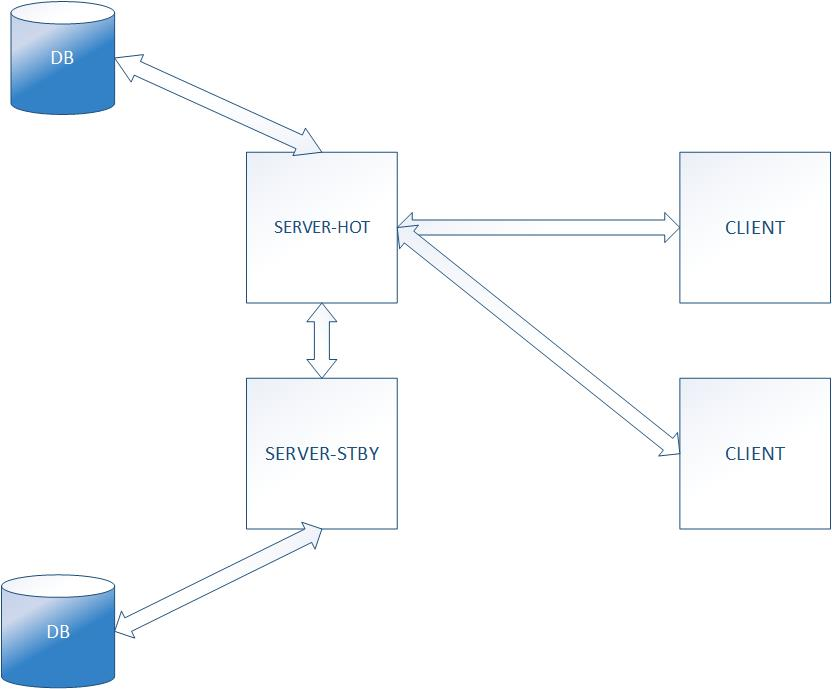 DB
SERVER-HOT
CLIENT
SERVER-STBY
CLIENT
DB